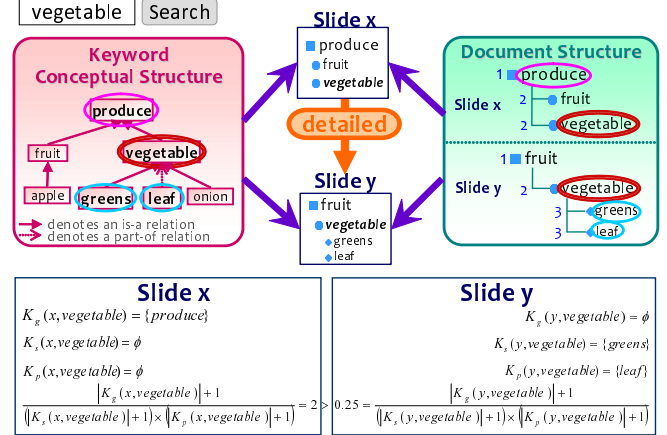 vegetable Search
Keyword
Conceptual Structure
produce
fruit vegetable
apple greens leaf onion
denotes an is-a relation
denotes a part-of relation
Slide x
produce
fruit
vegetable
detailed
Slide y
fruit
vegetable
greens
leaf
Document Structure
1 produce
Slide x
2 fruit
2 vegetable
1 fruit
Slide y
2 vegetable
3 greens
3 leaf
Slide x
K_g (x,vegetable) = {produce}
K_s (x,vegetable) = ϕ
K_p (x,vegetable) = ϕ
|K_g (x,vegetable)| + 1
(|K_s (x,vegetable)| + 1) × (|K_p (x,vegetable)| + 1) = 2 >
Slide y
K_g (y,vegetable) = ϕ
K_s (y,vegetable) = {greens}
K_p (y,vegetable) = {leaf}
|K_g (y,vegetable)| + 1
0.25 = (|K_s (y,vegetable)| + 1) × (|K_p (y,vegetable)| + 1)